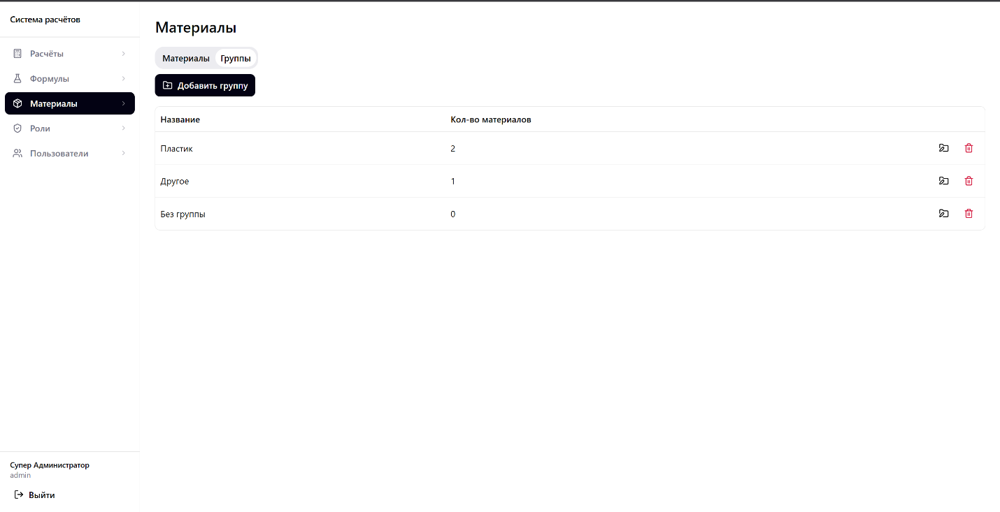 Система расчётов
Расчёты
Формулы
Материалы
Роли
Пользователи
Супер Администратор
admin
Выйти
Материалы
Материалы Группы
Добавить группу
Название Кол-во материалов
Пластик 2
Другое 1
Без группы 0